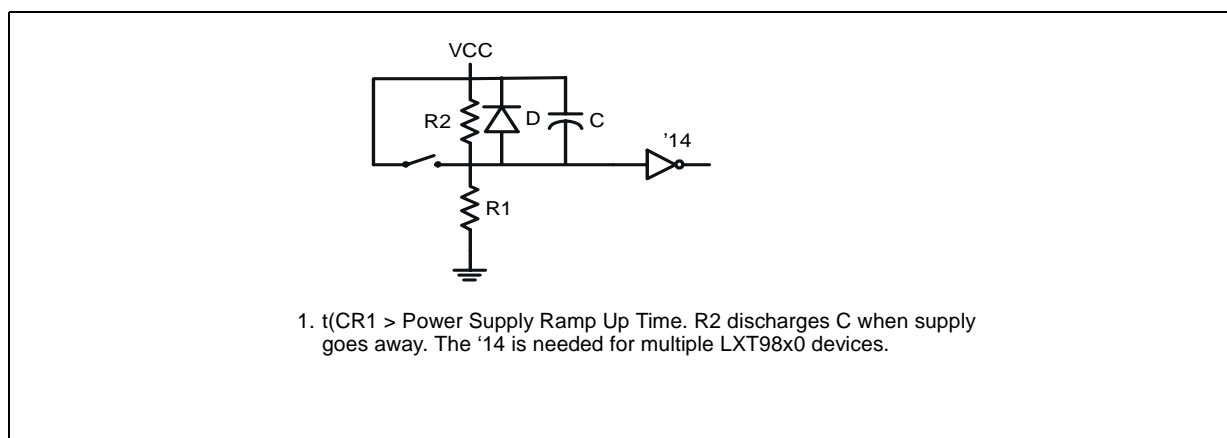 VCC
R2
D
C
’14
R1
1. t(CR1 > Power Supply Ramp Up Time. R2 discharges C when supply
goes away. The ‘14 is needed for multiple LXT98x0 devices.